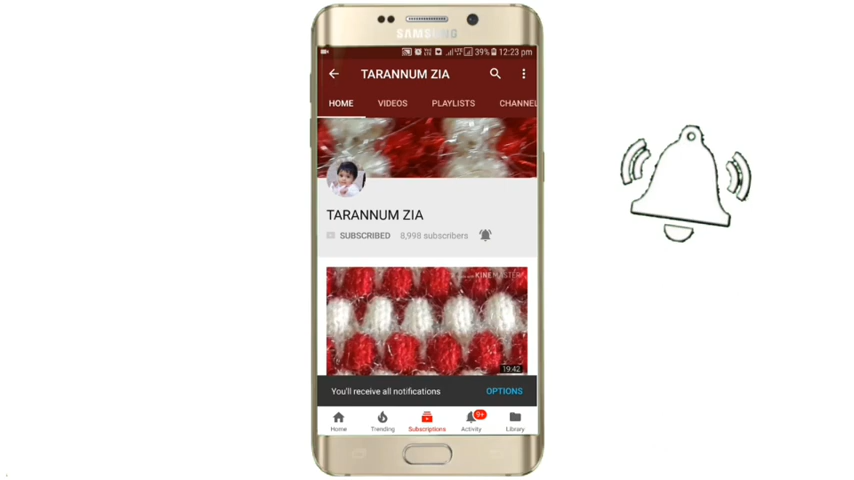 SAMSUNG
39% 12:23 pm
TARANNUM ZIA
HOME VIDEOS PLAYLISTS CHANNEL
TARANNUM ZIA
SUBSCRIBED 8,998 subscribers
KINEMASTER
19:42
You'll receive all notifications OPTIONS
9+
Home Trending Subscriptions Activity Library